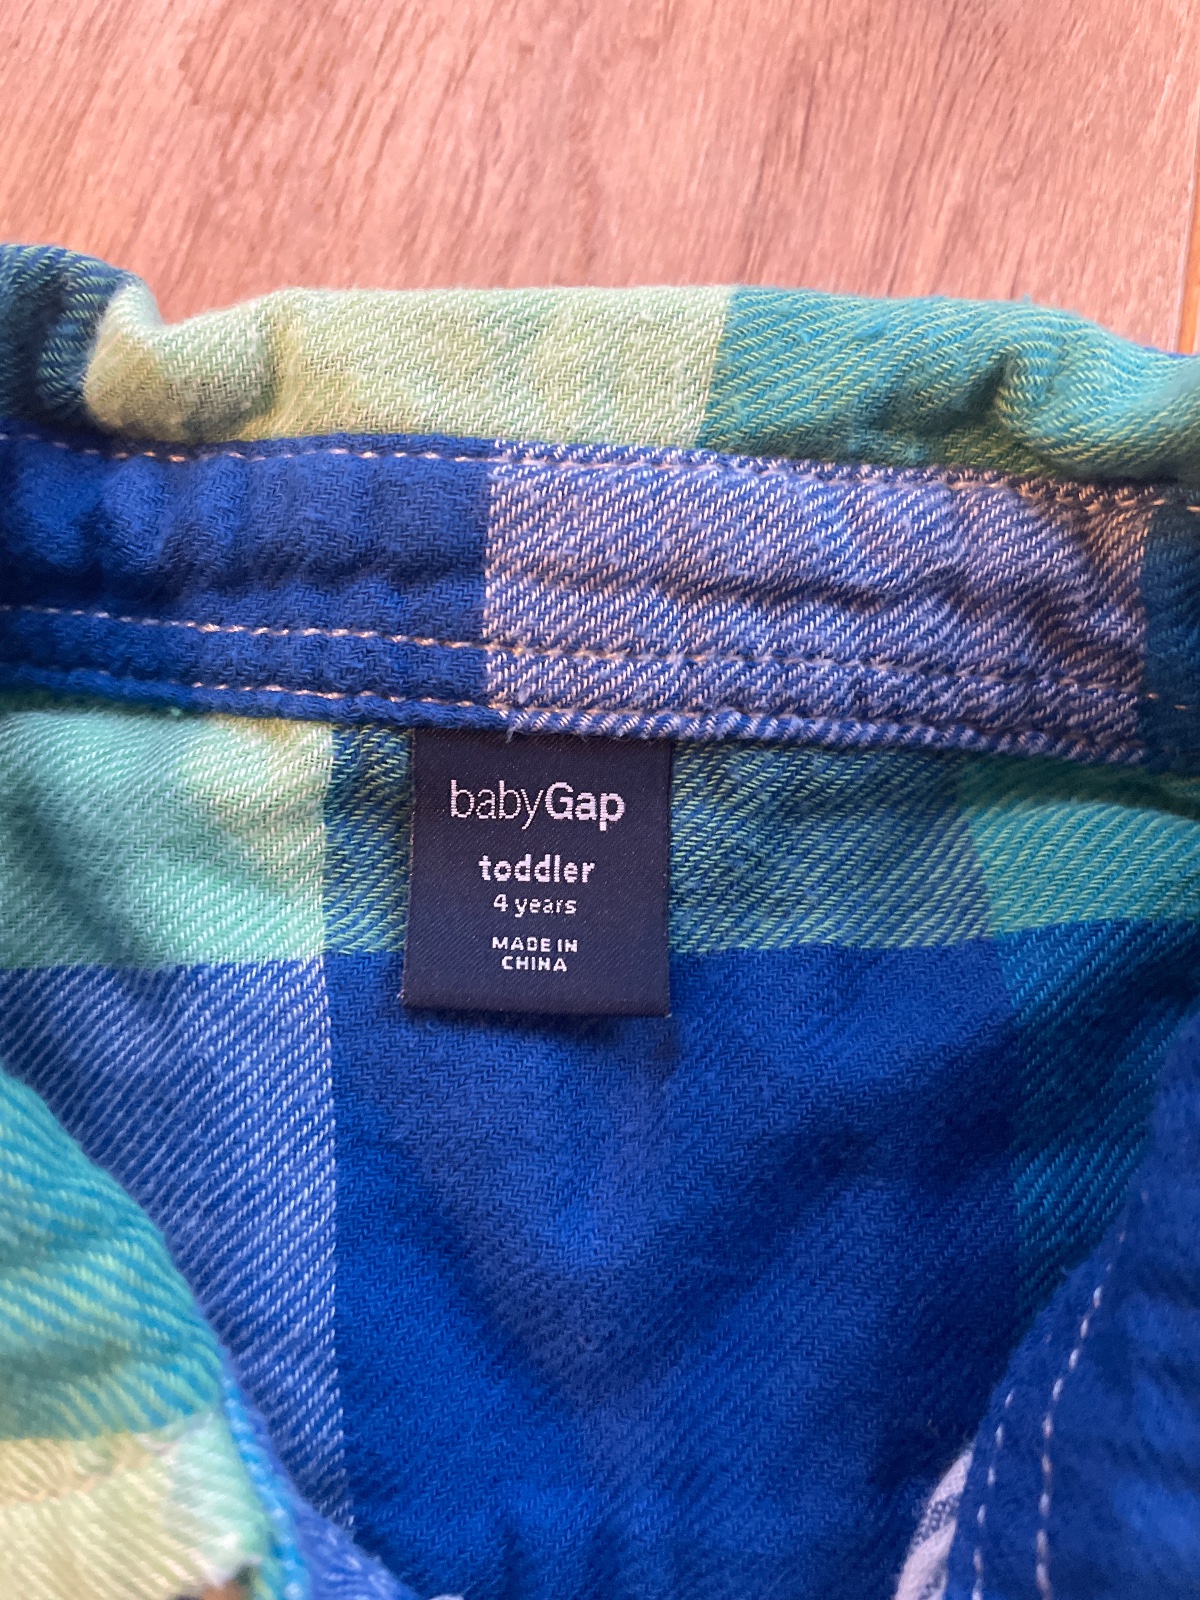 babyGap
toddler
4 years
MADE IN
CHINA